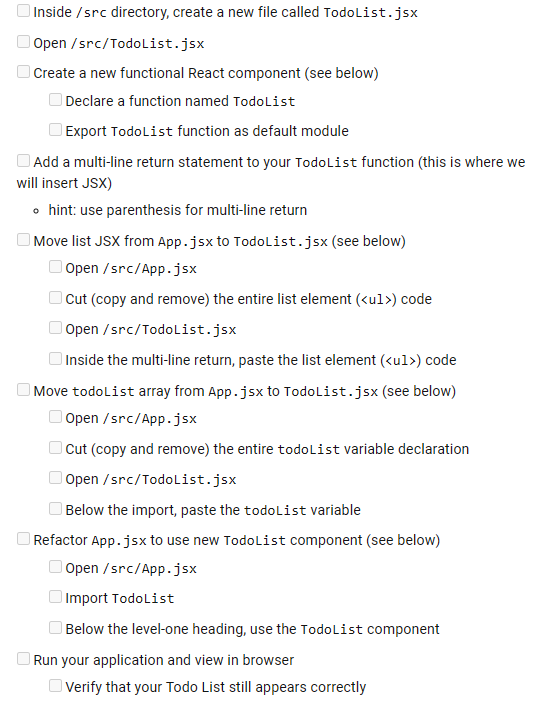 Inside /src directory, create a new file called TodoList.jsx
Open /src/TodoList.jsx
Create a new functional React component (see below)
Declare a function named TodoList
Export TodoList function as default module
Add a multi-line return statement to your TodoList function (this is where we
will insert JSX)
hint: use parenthesis for multi-line return
Move list JSX from App.jsx to TodoList.jsx (see below)
Open /src/App.jsx
Cut (copy and remove) the entire list element (<ul>) code
Open /src/TodoList.jsx
Inside the multi-line return, paste the list element (<ul>) code
Move todoList array from App.jsx to TodoList.jsx (see below)
Open /src/App.jsx
Cut (copy and remove) the entire todoList variable declaration
Open /src/TodoList.jsx
Below the import, paste the todoList variable
Refactor App.jsx to use new TodoList component (see below)
Open /src/App.jsx
Import TodoList
Below the level-one heading, use the TodoList component
Run your application and view in browser
Verify that your Todo List still appears correctly